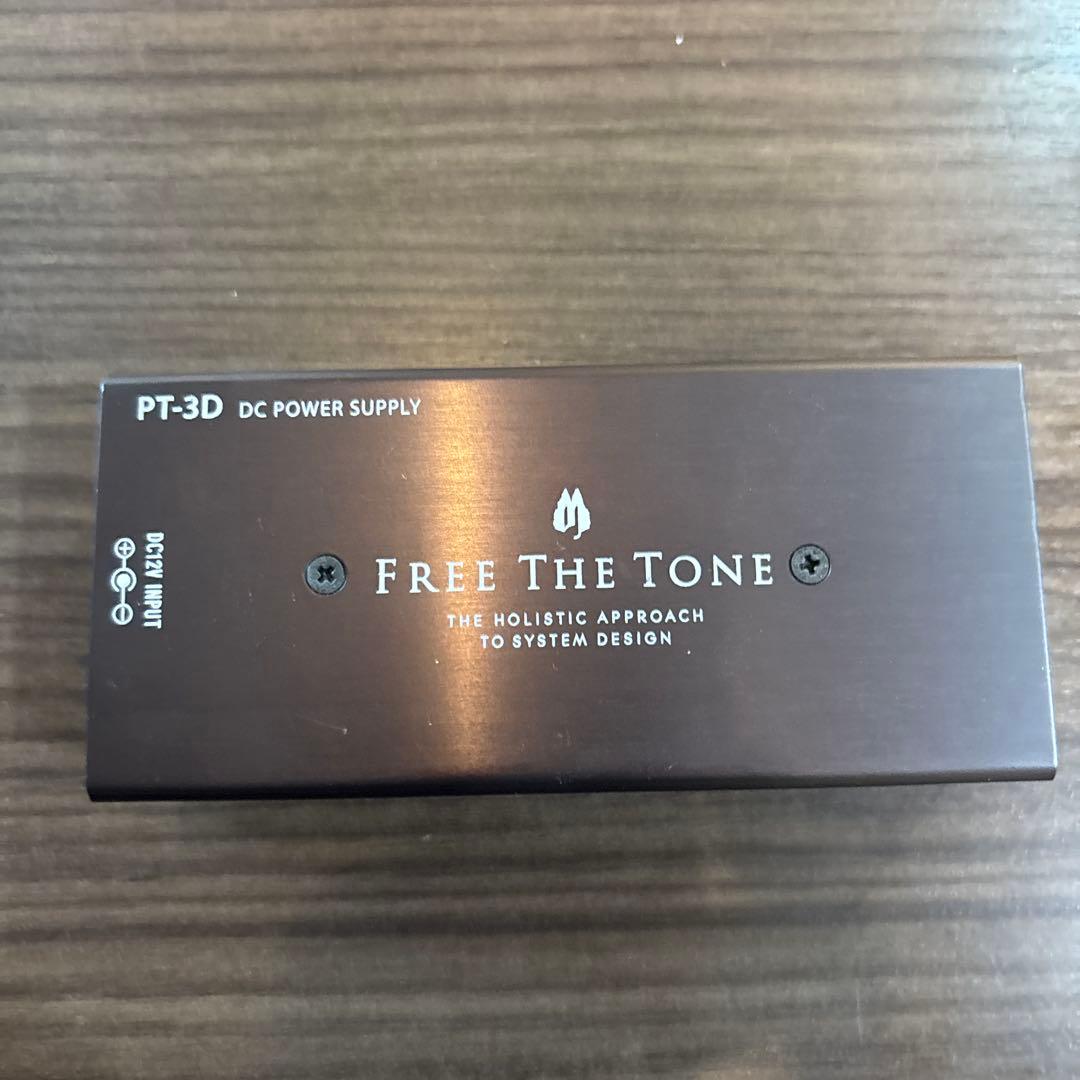 PT-3D DC POWER SUPPLY
DC12V INPUT
FREE THE TONE
THE HOLISTIC APPROACH
TO SYSTEM DESIGN